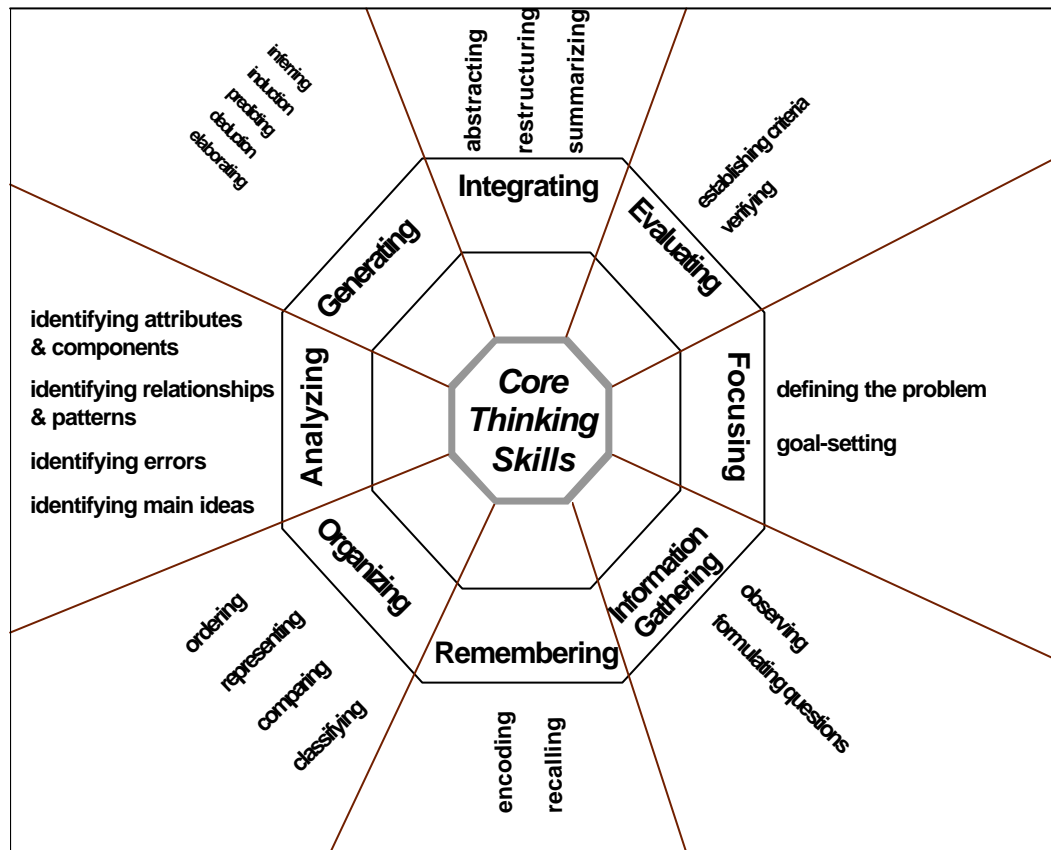 Core
Thinking
Skills
Integrating
abstracting
restructuring
summarizing
Evaluating
establishing criteria
verifying
Focusing
defining the problem
goal-setting
Information
Gathering
observing
formulating questions
Remembering
encoding
recalling
Organizing
ordering
representing
comparing
classifying
Analyzing
identifying attributes
& components
identifying relationships
& patterns
identifying errors
identifying main ideas
Generating
inferring
induction
predicting
deduction
elaborating